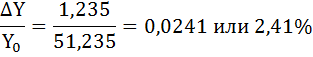 ΔY/Y₀ = 1,235/51,235 = 0,0241 или 2,41%